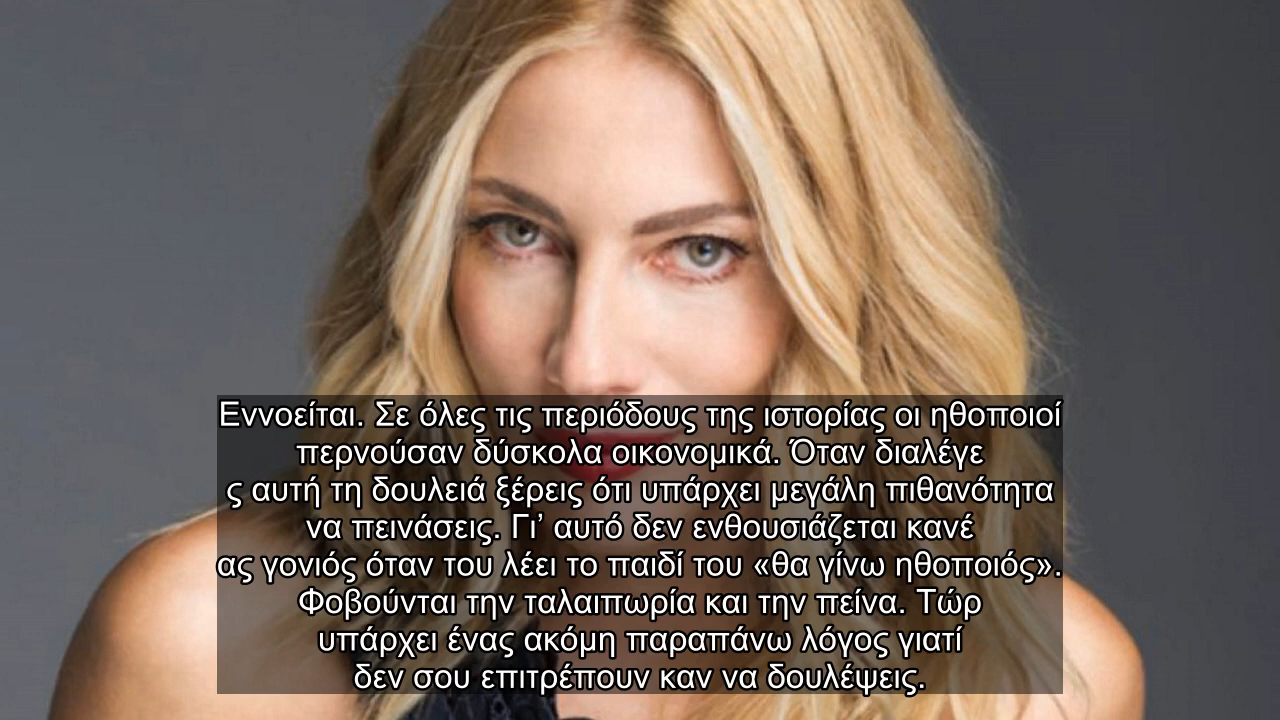 Εννοείται. Σε όλες τις περιόδους της ιστορίας οι ηθοποιοί
περνούσαν δύσκολα οικονομικά. Όταν διαλέγε
ς αυτή τη δουλειά ξέρεις ότι υπάρχει μεγάλη πιθανότητα
να πεινάσεις. Γι’ αυτό δεν ενθουσιάζεται κανέ
ας γονιός όταν του λέει το παιδί του «θα γίνω ηθοποιός».
Φοβούνται την ταλαιπωρία και την πείνα. Τώρ
υπάρχει ένας ακόμη παραπάνω λόγος γιατί
δεν σου επιτρέπουν καν να δουλέψεις.